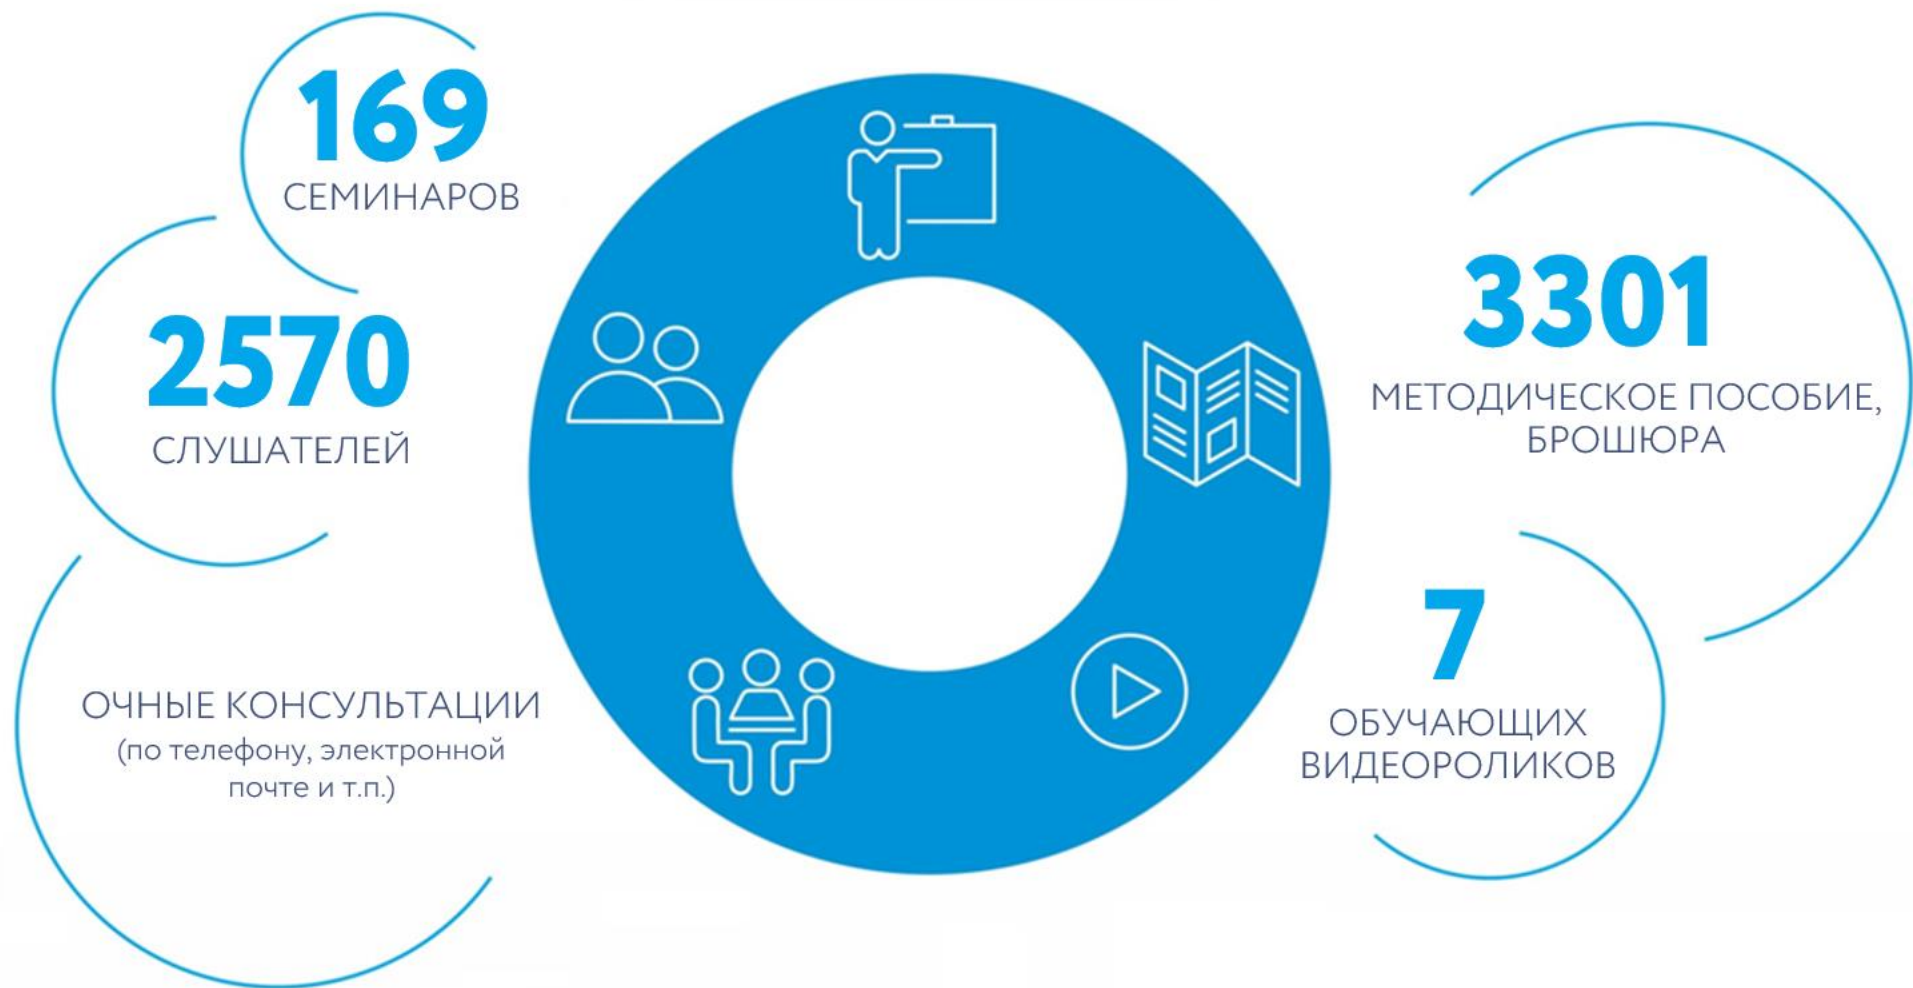 169
СЕМИНАРОВ
2570
СЛУШАТЕЛЕЙ
ОЧНЫЕ КОНСУЛЬТАЦИИ
(по телефону, электронной
почте и т.п.)
3301
МЕТОДИЧЕСКОЕ ПОСОБИЕ,
БРОШЮРА
7
ОБУЧАЮЩИХ
ВИДЕОРОЛИКОВ